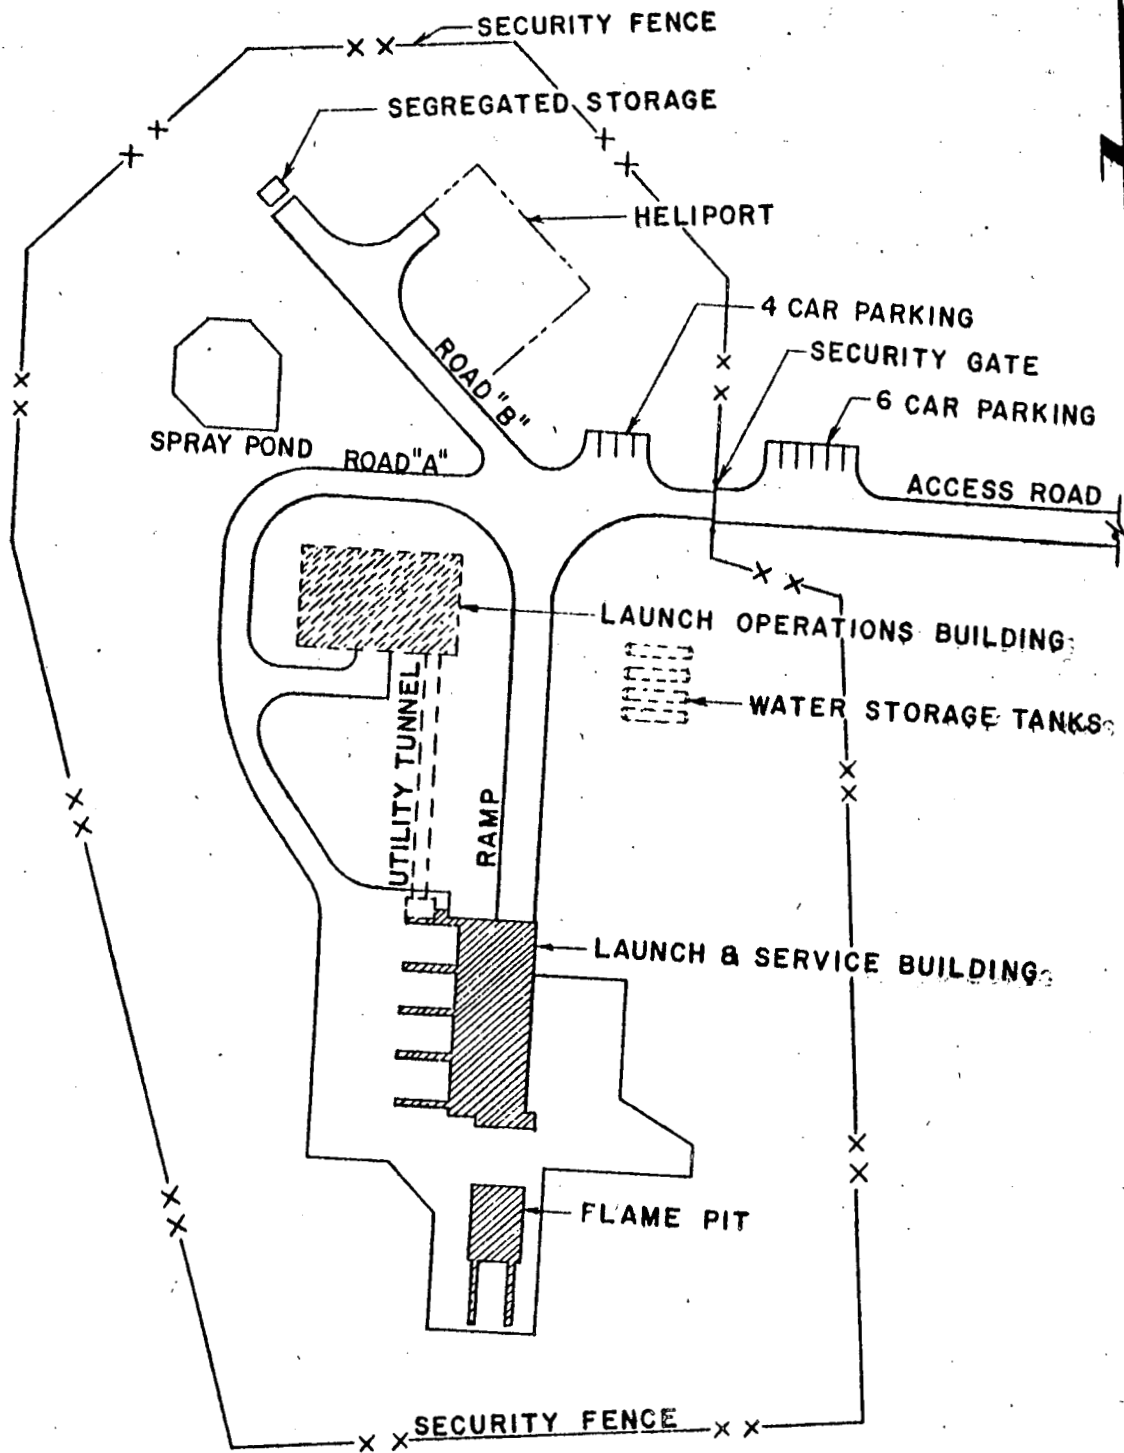 SECURITY FENCE
SEGREGATED STORAGE
HELIPORT
4 CAR PARKING
SECURITY GATE
6 CAR PARKING
ROAD "B"
SPRAY POND
ROAD "A"
ACCESS ROAD
LAUNCH OPERATIONS BUILDING
WATER STORAGE TANKS
UTILITY TUNNEL
RAMP
LAUNCH & SERVICE BUILDING
FLAME PIT
SECURITY FENCE